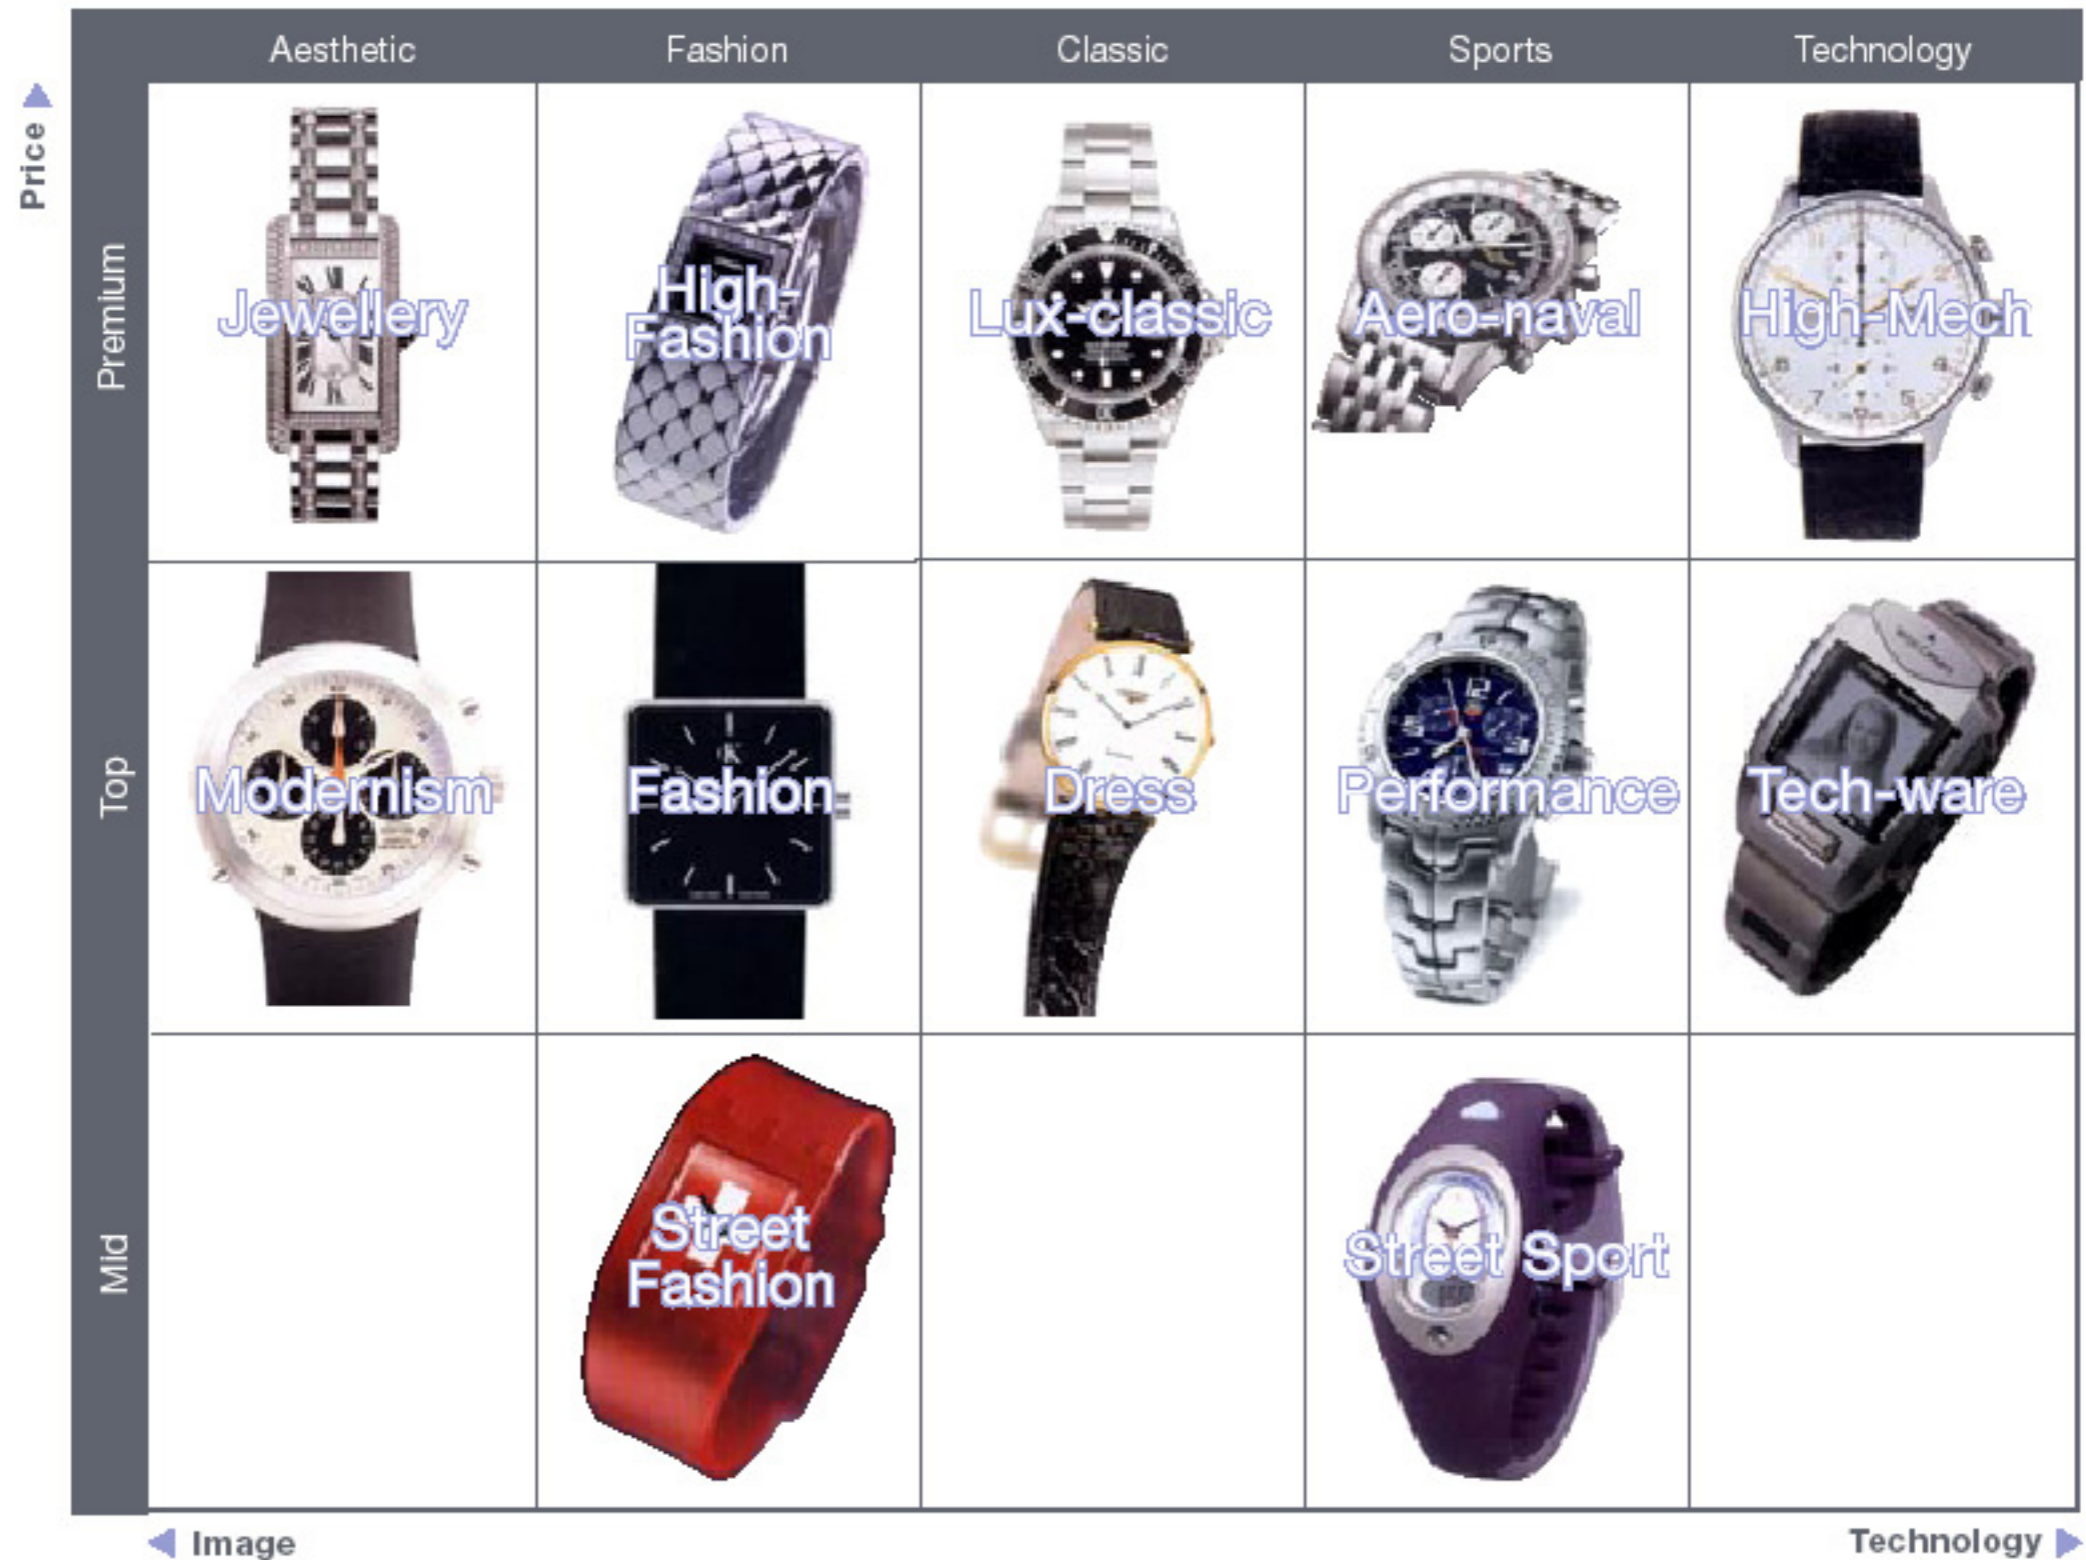 Aesthetic
Fashion
Classic
Sports
Technology
Price
Premium
Jewellery
High-
Fashion
Lux-classic
Aero-naval
High-Mech
Top
Modernism
cK
Fashion
Dress
Performance
Tech-ware
Mid
Street
Fashion
Street Sport
Image
Technology